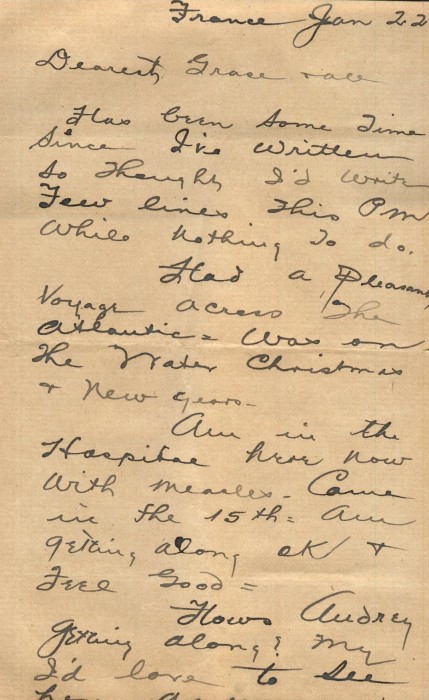 France Jan 22
Dearest Grace & all
Has been some time
Since I've written
So thought I'd write
Few lines this PM
while nothing to do.
Had a pleasant
Voyage across the
Atlantic = Was on
the Water Christmas
& New Years -
Am in the
Hospital here now
with measles - Came
in the 15th = Am
getting along OK &
Feel Good =
Hows Audrey
getting along? My
I'd love to see